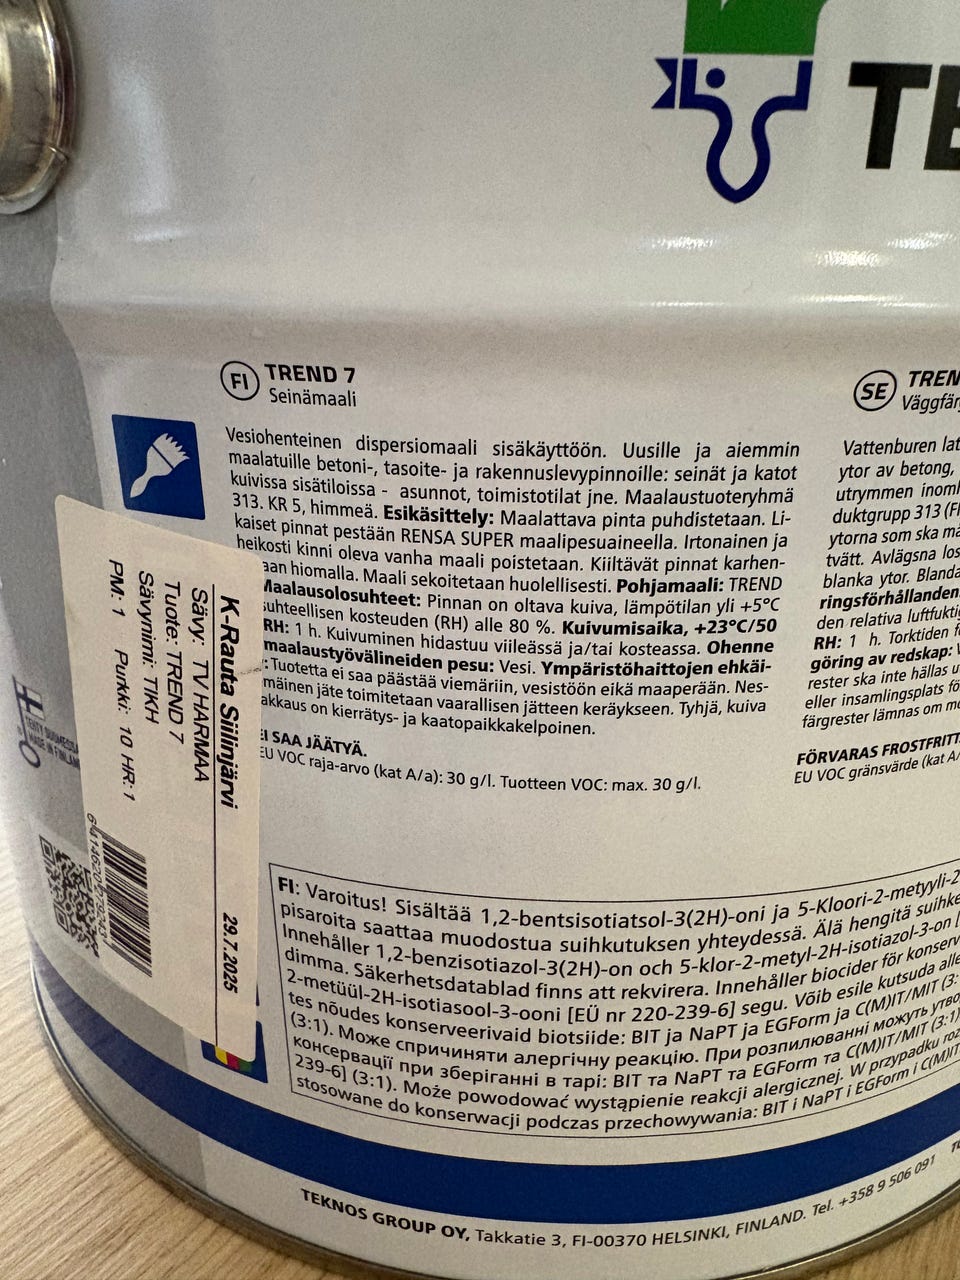 TE
FI
TREND 7
Seinämaali
Vesiohenteinen dispersiomaali sisäkäyttöön. Uusille ja aiemmin
maalatuille betoni-, tasoite- ja rakennuslevypinnoille: seinät ja katot
kuivissa sisätiloissa - asunnot, toimistotilat jne. Maalaustuoteryhmä
313. KR 5, himmeä. Esikäsittely: Maalattava pinta puhdistetaan. Li-
kaiset pinnat pestään RENSA SUPER maalipesuaineella. Irtonainen ja
heikosti kinni oleva vanha maali poistetaan. Kiiltävät pinnat karhen-
aan hiomalla. Maali sekoitetaan huolellisesti. Pohjamaali: TREND
Maalausolosuhteet: Pinnan on oltava kuiva, lämpötilan yli +5°C
suhteellisen kosteuden (RH) alle 80 %. Kuivumisaika, +23°C/50
RH: 1 h. Kuivuminen hidastuu viileässä ja/tai kosteassa. Ohenne
maalaustyövälineiden pesu: Vesi. Ympäristöhaittojen ehkäi-
: Tuotetta ei saa päästää viemäriin, vesistöön eikä maaperään. Nes-
mäinen jäte toimitetaan vaarallisen jätteen keräykseen. Tyhjä, kuiva
akkaus on kierrätys- ja kaatopaikkakelpoinen.
EI SAA JÄÄTYÄ.
EU VOC raja-arvo (kat A/a): 30 g/l. Tuotteen VOC: max. 30 g/l.
SE
TREN
Väggfär
Vattenburen lat
ytor av betong,
utrymmen inom
duktgrupp 313 (F
ytorna som ska m
tvätt. Avlägsna los
blanka ytor. Bland
ringsförhållanden
den relativa luftfukti
RH: 1 h. Torktiden f
göring av redskap:
rester ska inte hållas u
eller insamlingsplats fö
färgrester lämnas om m
FÖRVARAS FROSTFRITT
EU VOC gränsvärde (kat A/
K-Rauta Siilinjärvi 29.7.2025
Sävy: TV HARMAA
Tuote: TREND 7
Sävynimi: TIKH
PM: 1 Purkki: 10 HR: 1
FI: Varoitus! Sisältää 1,2-bentsisotiatsol-3(2H)-oni ja 5-Kloori-2-metyyli-2
pisaroita saattaa muodostua suihkutuksen yhteydessä. Älä hengitä suihke
Innehåller 1,2-benzisotiazol-3(2H)-on och 5-klor-2-metyl-2H-isotiazol-3-on [
dimma. Säkerhetsdatablad finns att rekvirera. Innehåller biocider för konserv
2-metüül-2H-isotiasool-3-ooni [EÜ nr 220-239-6] segu. Võib esile kutsuda alle
tes nõudes konserveerivaid biotsiide: BIT ja NaPT ja EGForm ja C(M)IT/MIT (3:
(3:1). Може спричиняти алергічну реакцію. При розпилюванні можуть утво
консервації при зберіганні в тарі: BIT та NaPT та EGForm та C(M)IT/MIT (3:1)
239-6] (3:1). Może powodować wystąpienie reakcji alergicznej. W przypadku roz
stosowane do konserwacji podczas przechowywania: BIT i NaPT i EGForm i C(M)IT
TEKNOS GROUP OY, Takkatie 3, FI-00370 HELSINKI, FINLAND. Tel. +358 9 506 091